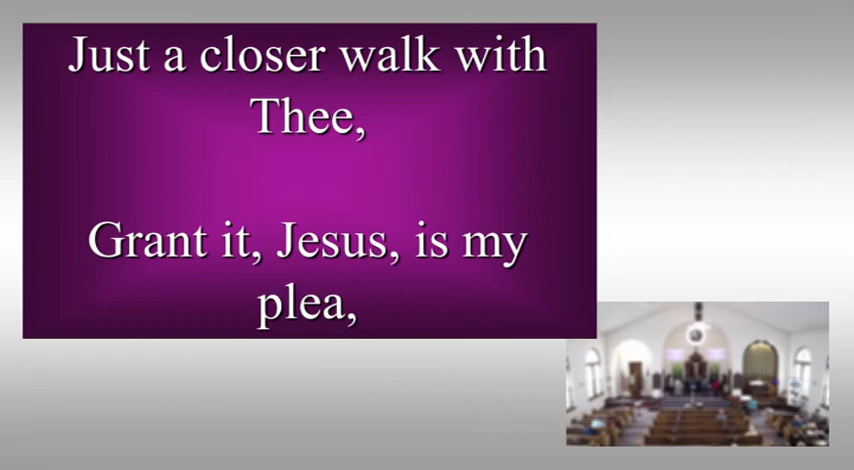 Just a closer walk with
Thee,
Grant it, Jesus, is my
plea,